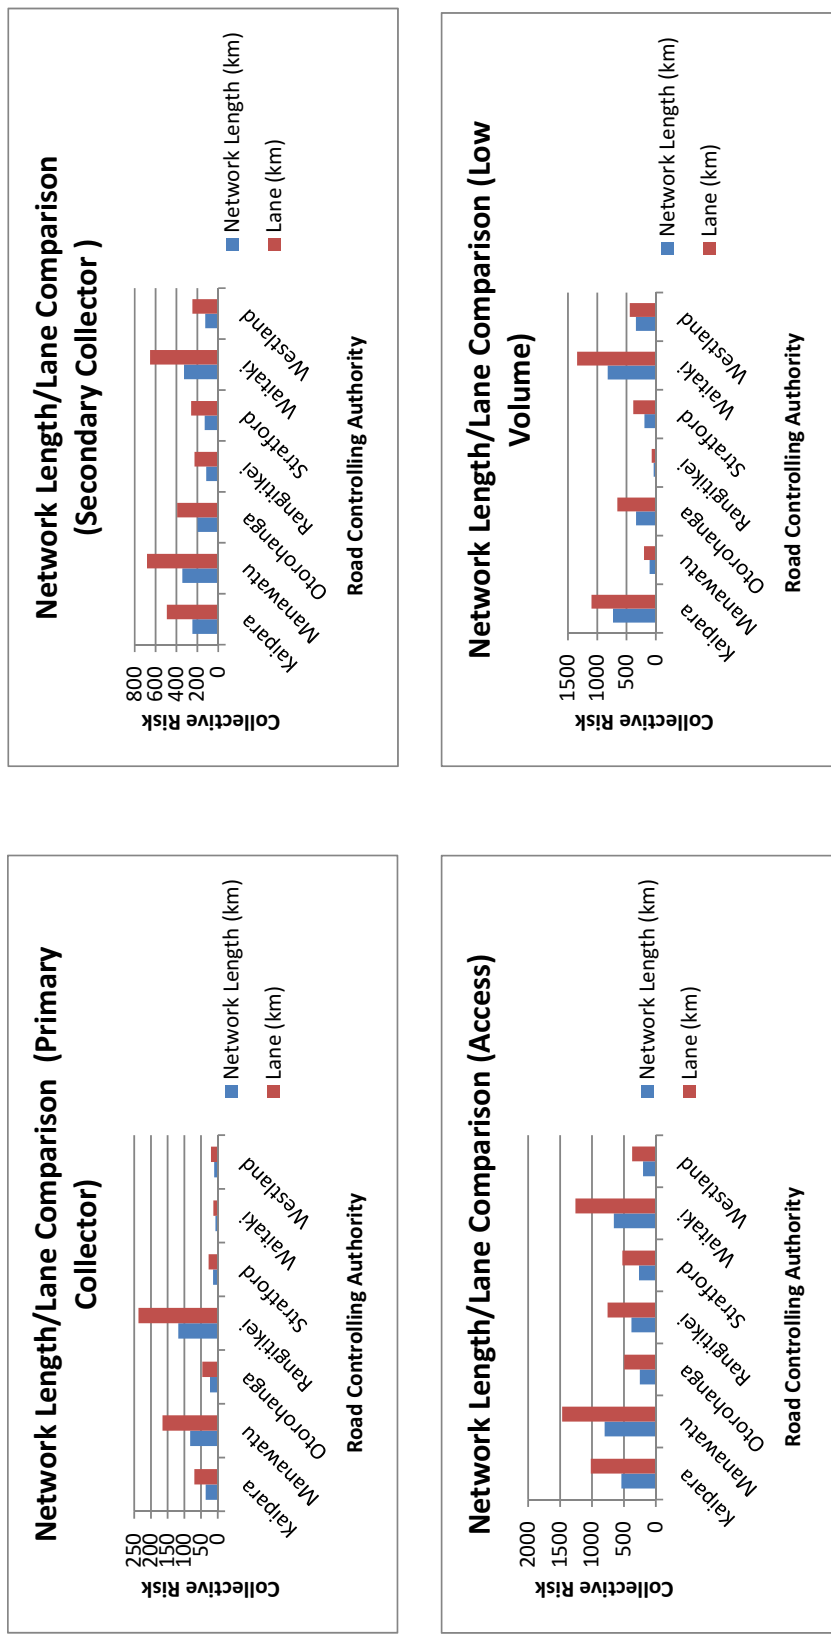 Network Length/Lane Comparison (Primary
Collector)
Collective Risk
250
200
150
100
50
0
Kaipara
Manawatu
Otorohanga
Rangitikei
Stratford
Waitaki
Westland
Road Controlling Authority
Network Length (km)
Lane (km)
Network Length/Lane Comparison
(Secondary Collector )
Collective Risk
800
600
400
200
0
Kaipara
Manawatu
Otorohanga
Rangitikei
Stratford
Waitaki
Westland
Road Controlling Authority
Network Length (km)
Lane (km)
Network Length/Lane Comparison (Access)
Collective Risk
2000
1500
1000
500
0
Kaipara
Manawatu
Otorohanga
Rangitikei
Stratford
Waitaki
Westland
Road Controlling Authority
Network Length (km)
Lane (km)
Network Length/Lane Comparison (Low
Volume)
Collective Risk
1500
1000
500
0
Kaipara
Manawatu
Otorohanga
Rangitikei
Stratford
Waitaki
Westland
Road Controlling Authority
Network Length (km)
Lane (km)